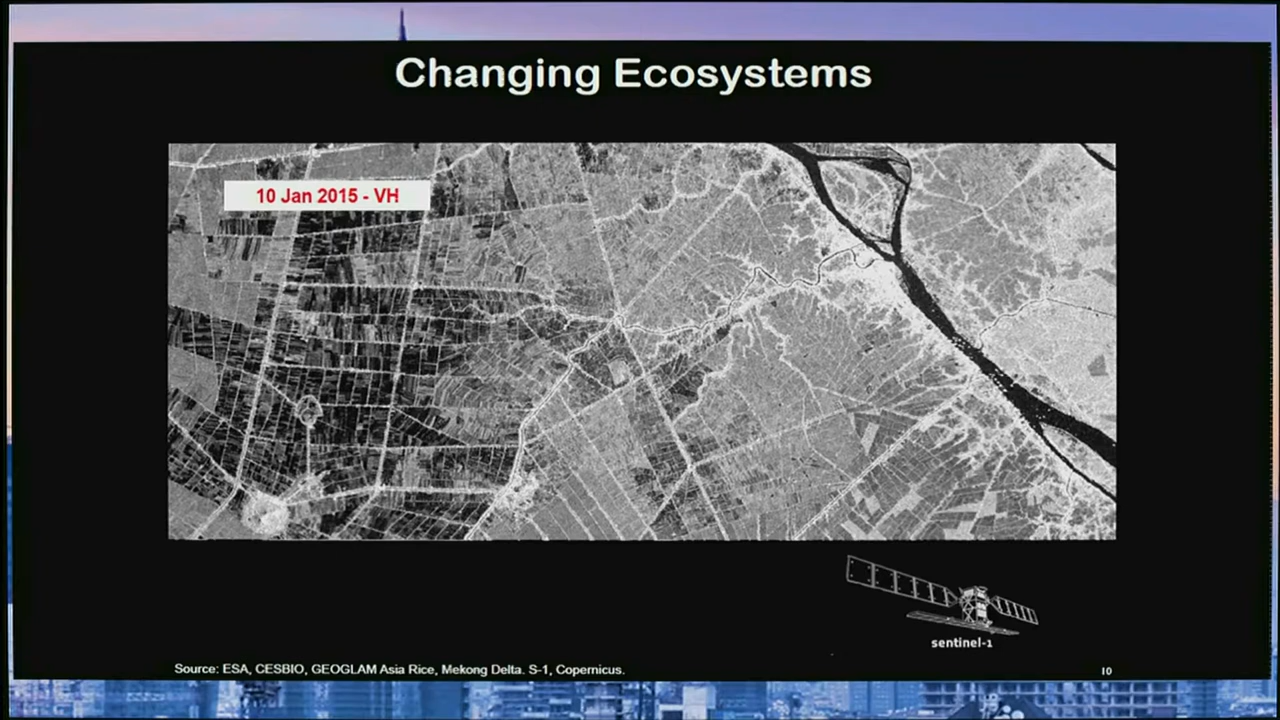 Changing Ecosystems
10 Jan 2015 - VH
sentinel-1
Source: ESA, CESBIO, GEOGLAM Asia Rice, Mekong Delta. S-1, Copernicus.
10